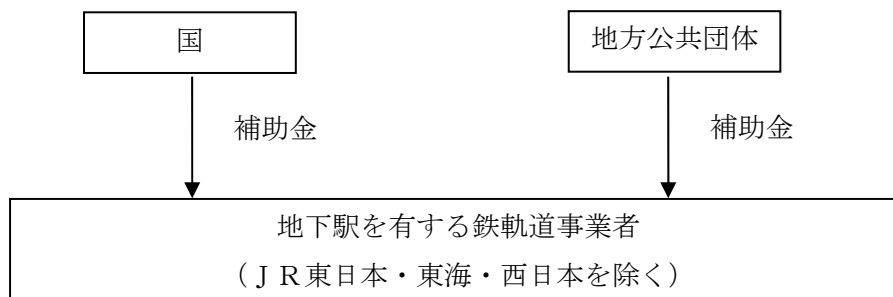 国
地方公共団体
補助金
補助金
地下駅を有する鉄軌道事業者
(JR東日本・東海・西日本を除く)